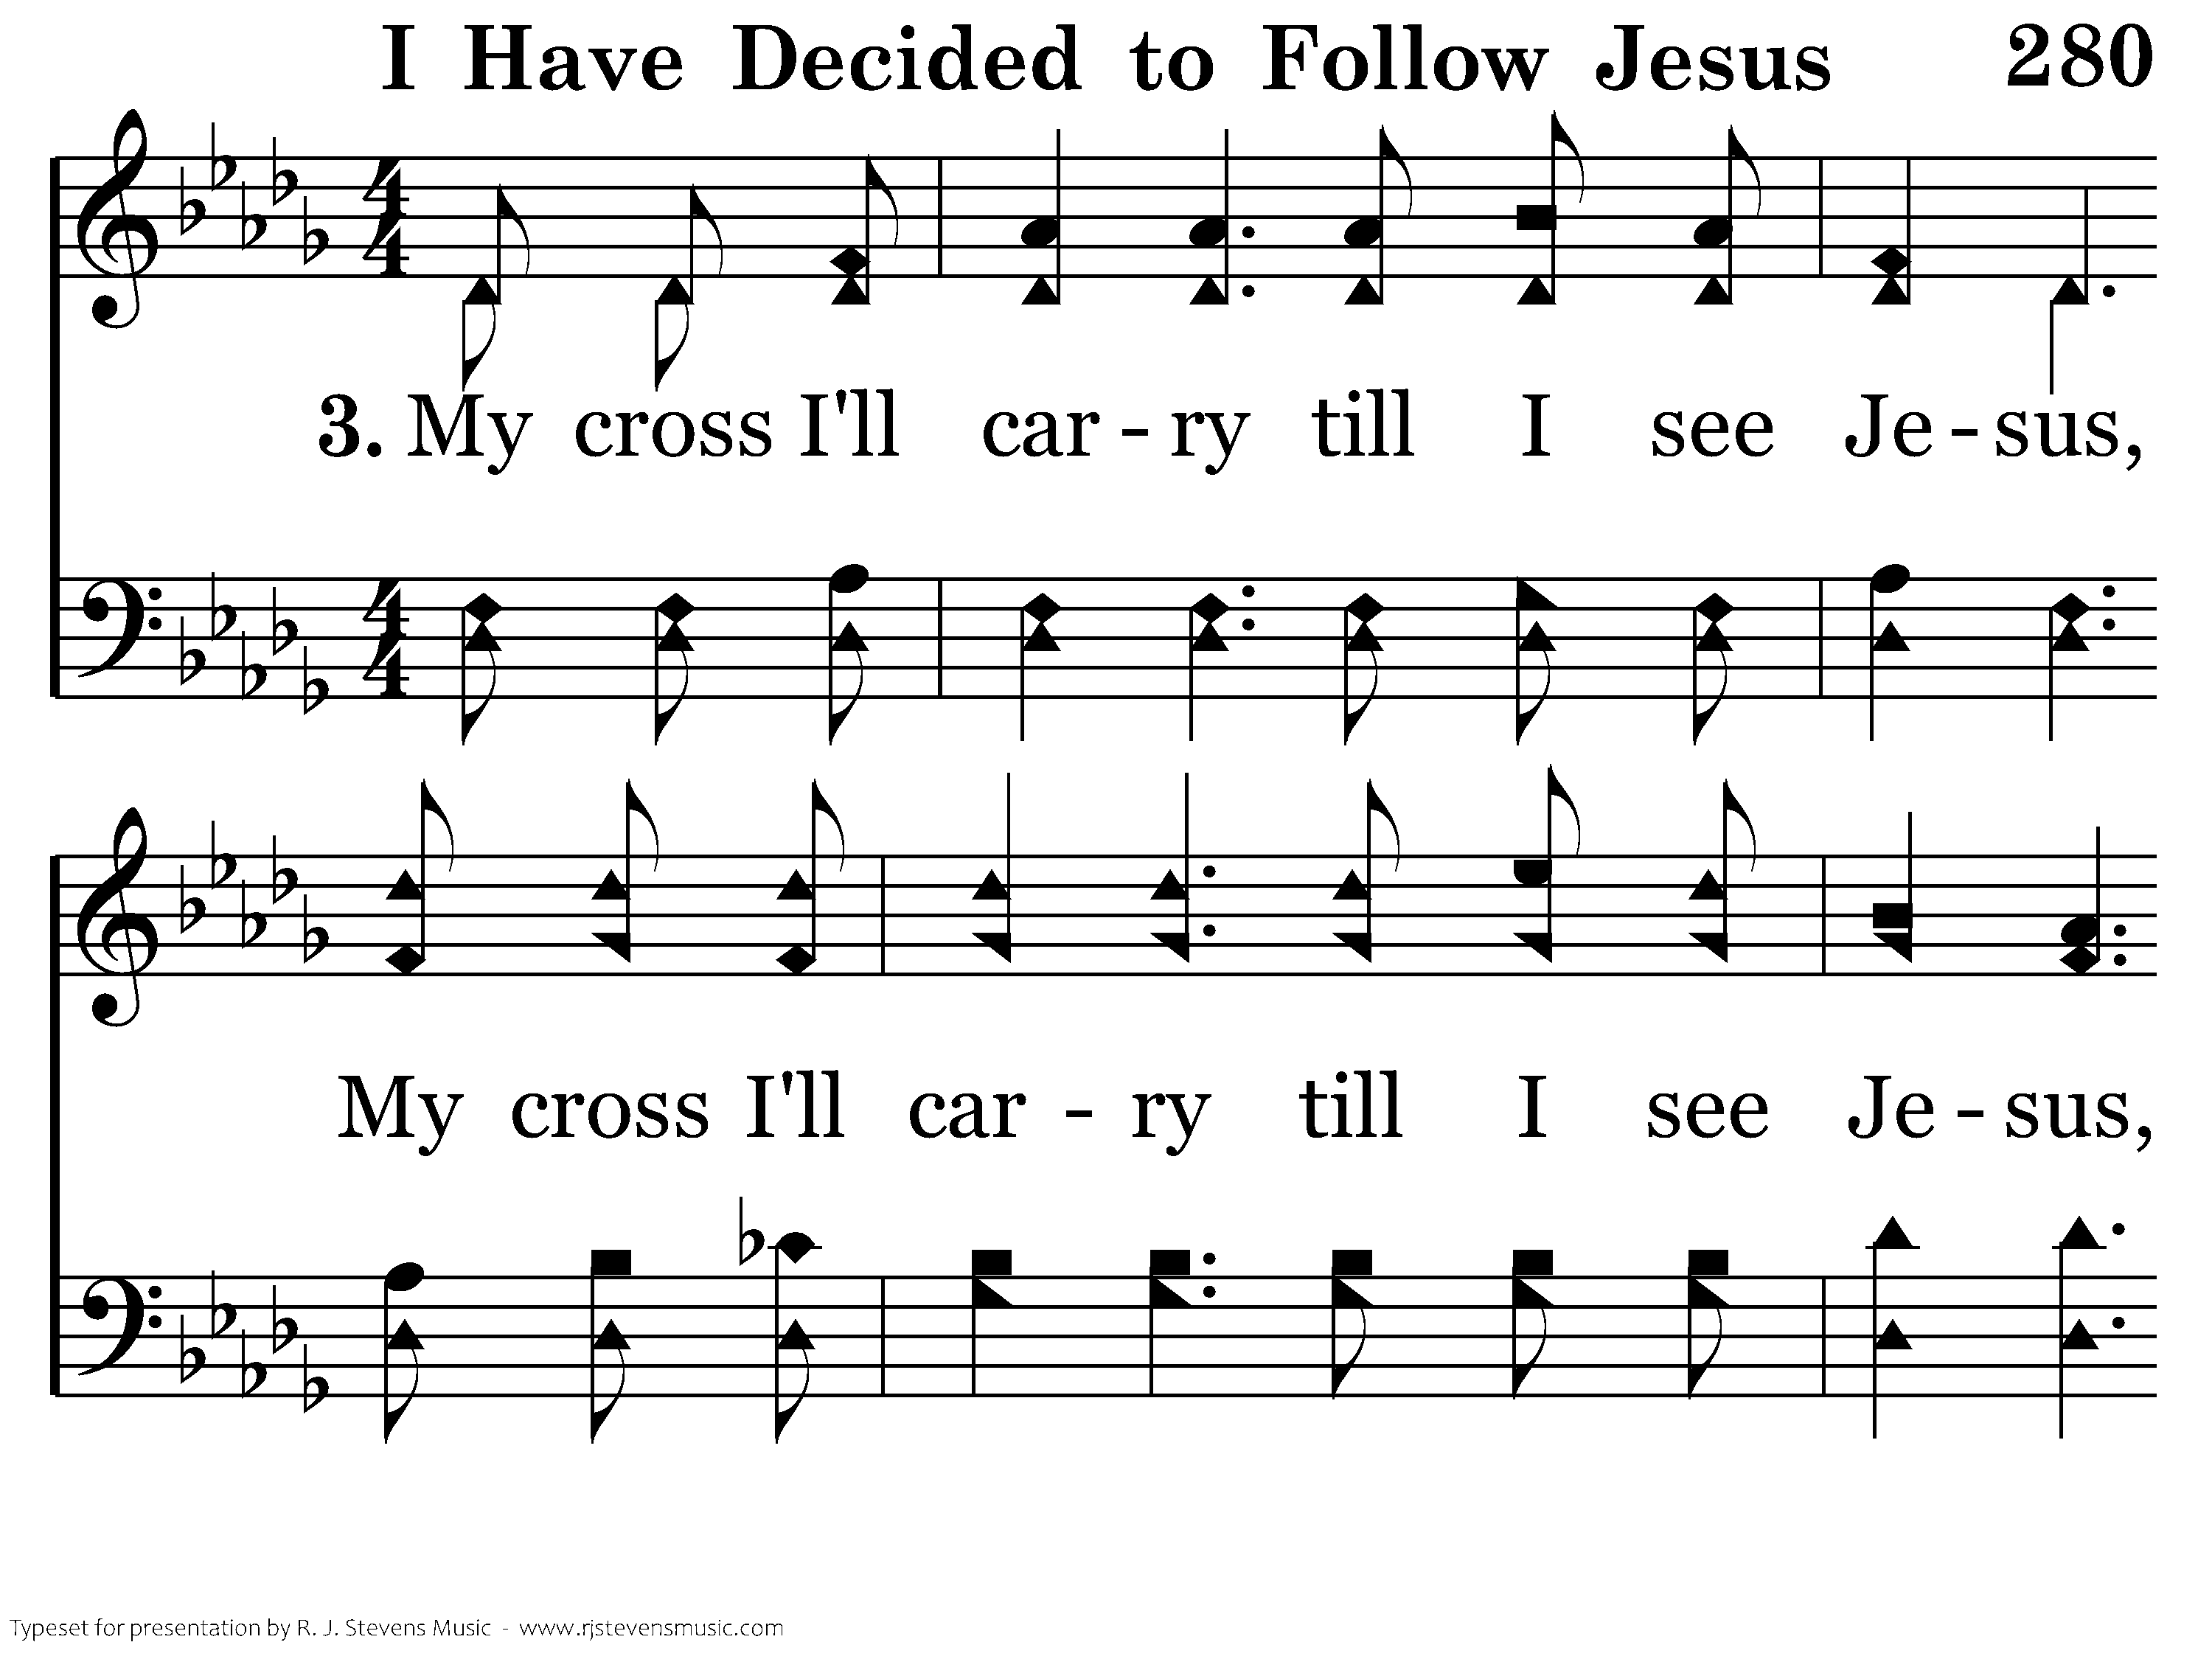 I Have Decided to Follow Jesus 280
3. My cross I'll car - ry till I see Je - sus,
My cross I'll car - ry till I see Je - sus,
Typeset for presentation by R. J. Stevens Music - www.rjstevensmusic.com